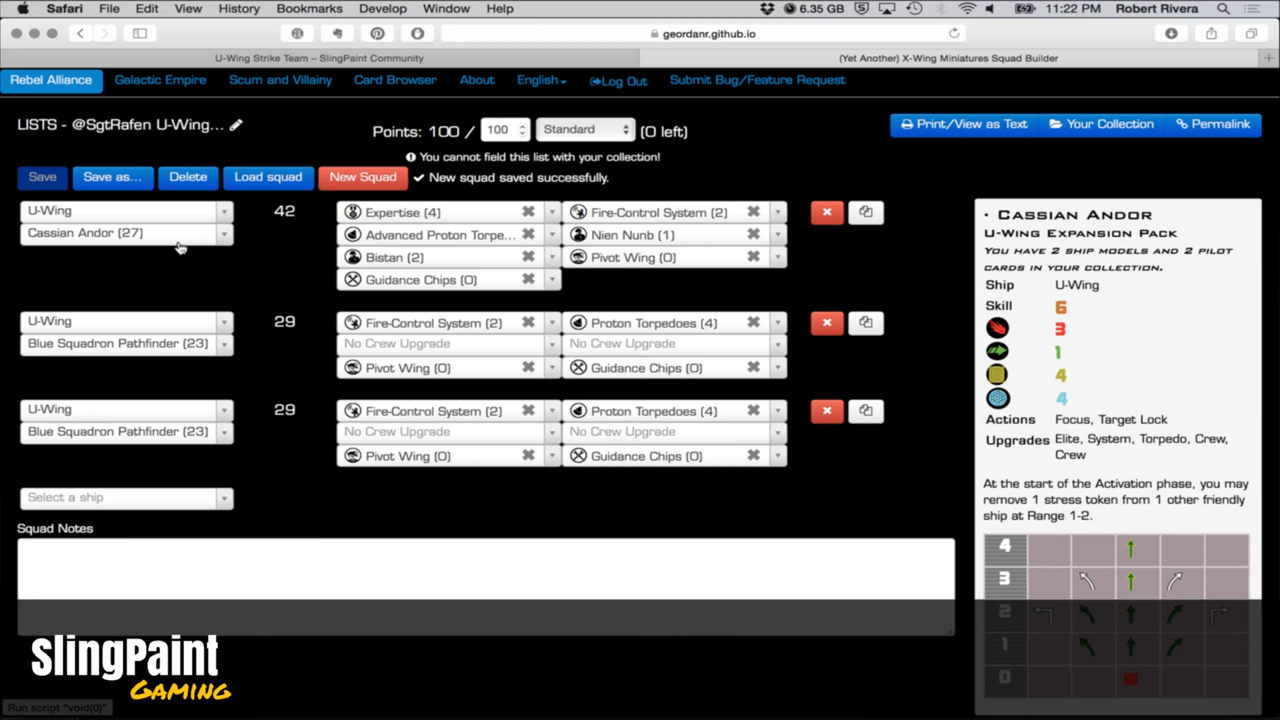 Safari File Edit View History Bookmarks Develop Window Help 6.35 GB 11:22 PM Robert Rivera
geordanr.github.io
U-Wing Strike Team – SlingPaint Community (Yet Another) X-Wing Miniatures Squad Builder
Rebel Alliance Galactic Empire Scum and Villainy Card Browser About English Log Out Submit Bug/Feature Request
LISTS - @SgtRafen U-Wing... Points: 100 / 100 Standard (0 left) Print/View as Text Your Collection Permalink
You cannot field this list with your collection!
Save Save as... Delete Load squad New Squad New squad saved successfully.
U-Wing 42 Expertise (4) Fire-Control System (2)
Cassian Andor (27) Advanced Proton Torpe... Nien Nunb (1)
Bistan (2) Pivot Wing (0)
Guidance Chips (0)
U-Wing 29 Fire-Control System (2) Proton Torpedoes (4)
Blue Squadron Pathfinder (23) No Crew Upgrade No Crew Upgrade
Pivot Wing (0) Guidance Chips (0)
U-Wing 29 Fire-Control System (2) Proton Torpedoes (4)
Blue Squadron Pathfinder (23) No Crew Upgrade No Crew Upgrade
Pivot Wing (0) Guidance Chips (0)
Select a ship
Squad Notes
· CASSIAN ANDOR
U-WING EXPANSION PACK
YOU HAVE 2 SHIP MODELS AND 2 PILOT
CARDS IN YOUR COLLECTION.
Ship U-Wing
Skill 6
3
1
4
4
Actions Focus, Target Lock
Upgrades Elite, System, Torpedo, Crew,
Crew
At the start of the Activation phase, you may
remove 1 stress token from 1 other friendly
ship at Range 1-2.
4
3
2
1
0
SlingPaint
GAMING
Run script "void(0)"